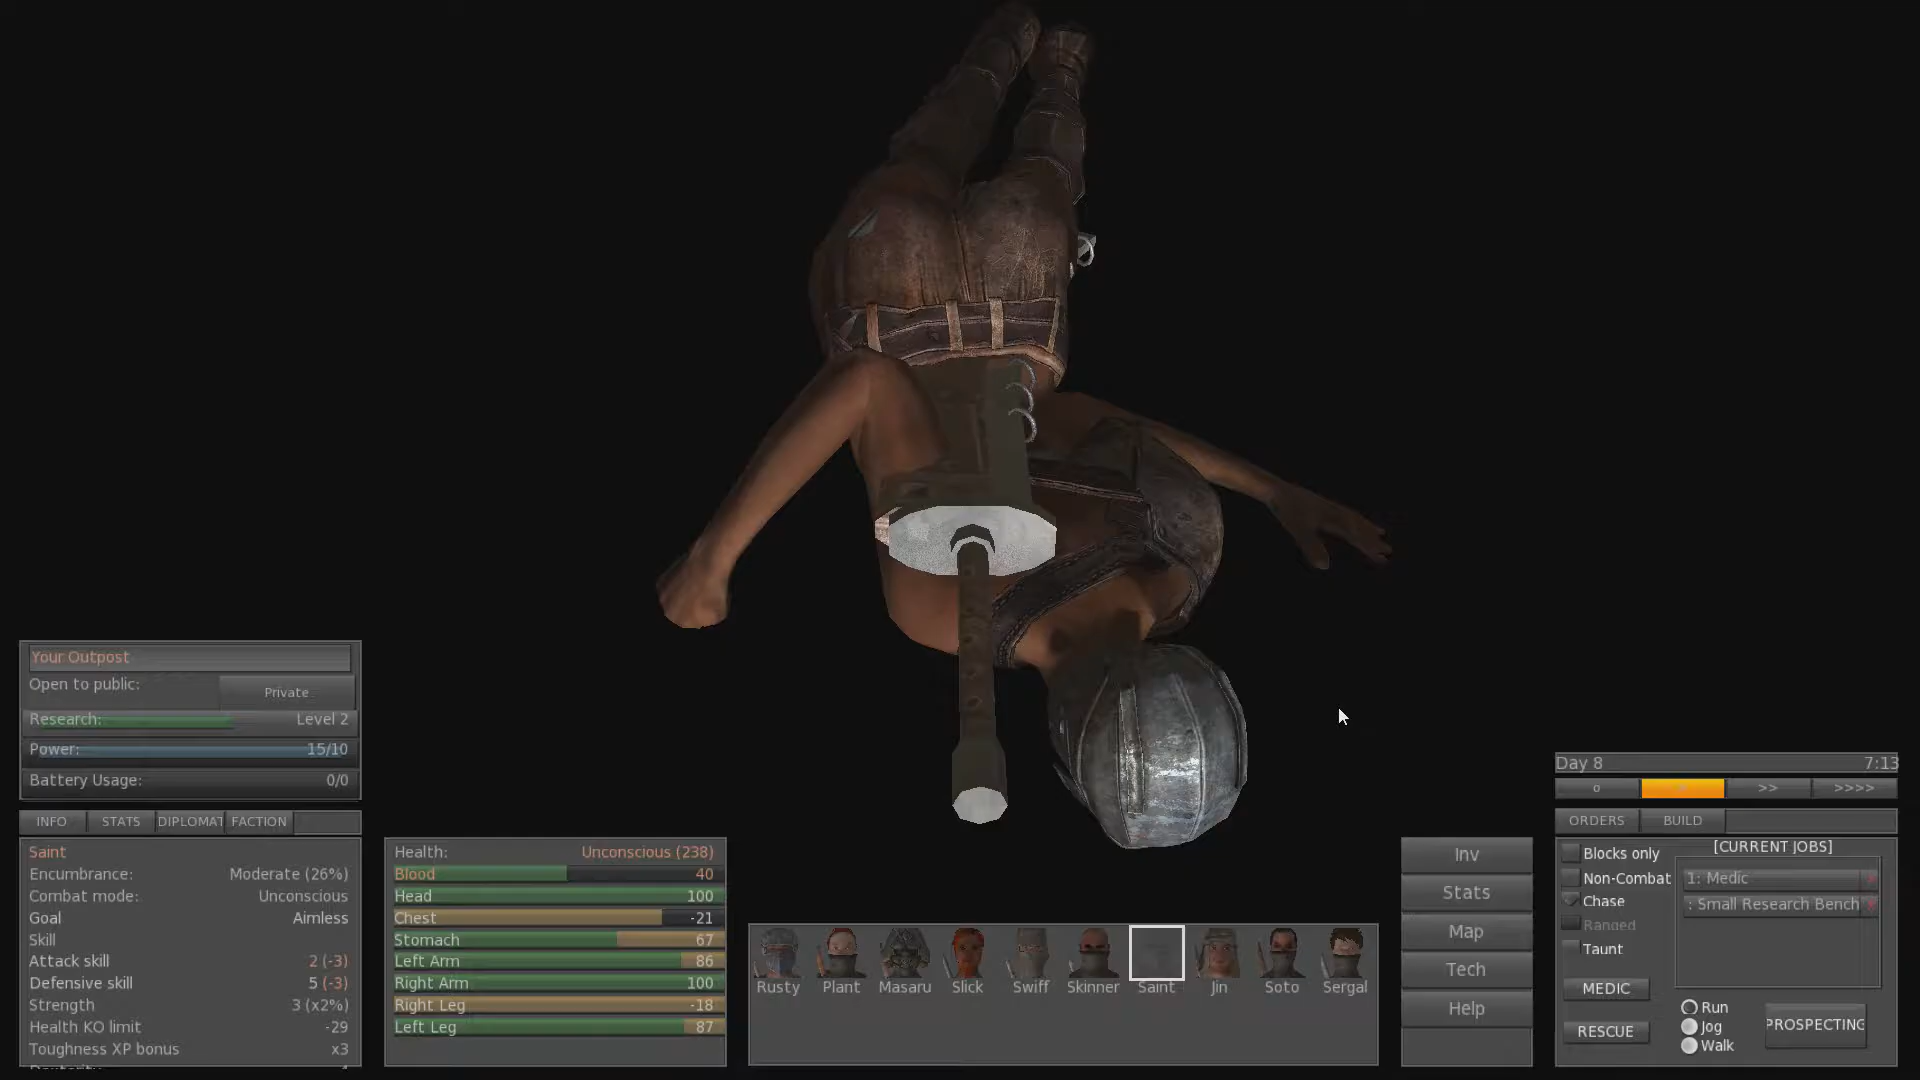 Your Outpost
Open to public: Private.
Research: Level 2
Power: 15/10
Battery Usage: 0/0
INFO STATS DIPLOMAT FACTION
Saint
Encumbrance: Moderate (26%)
Combat mode: Unconscious
Goal Aimless
Skill
Attack skill 2 (-3)
Defensive skill 5 (-3)
Strength 3 (x2%)
Health KO limit -29
Toughness XP bonus x3
Health: Unconscious (238)
Blood 40
Head 100
Chest -21
Stomach 67
Left Arm 86
Right Arm 100
Right Leg -18
Left Leg 87
Rusty Plant Masaru Slick Swiff Skinner Saint Jin Soto Sergal
Inv
Stats
Map
Tech
Help
Day 8 7:13
o >> >>>>
ORDERS BUILD
Blocks only
Non-Combat
Chase
Ranged
Taunt
MEDIC
RESCUE
[CURRENT JOBS]
1: Medic x
: Small Research Bench x
Run
Jog
Walk
PROSPECTING